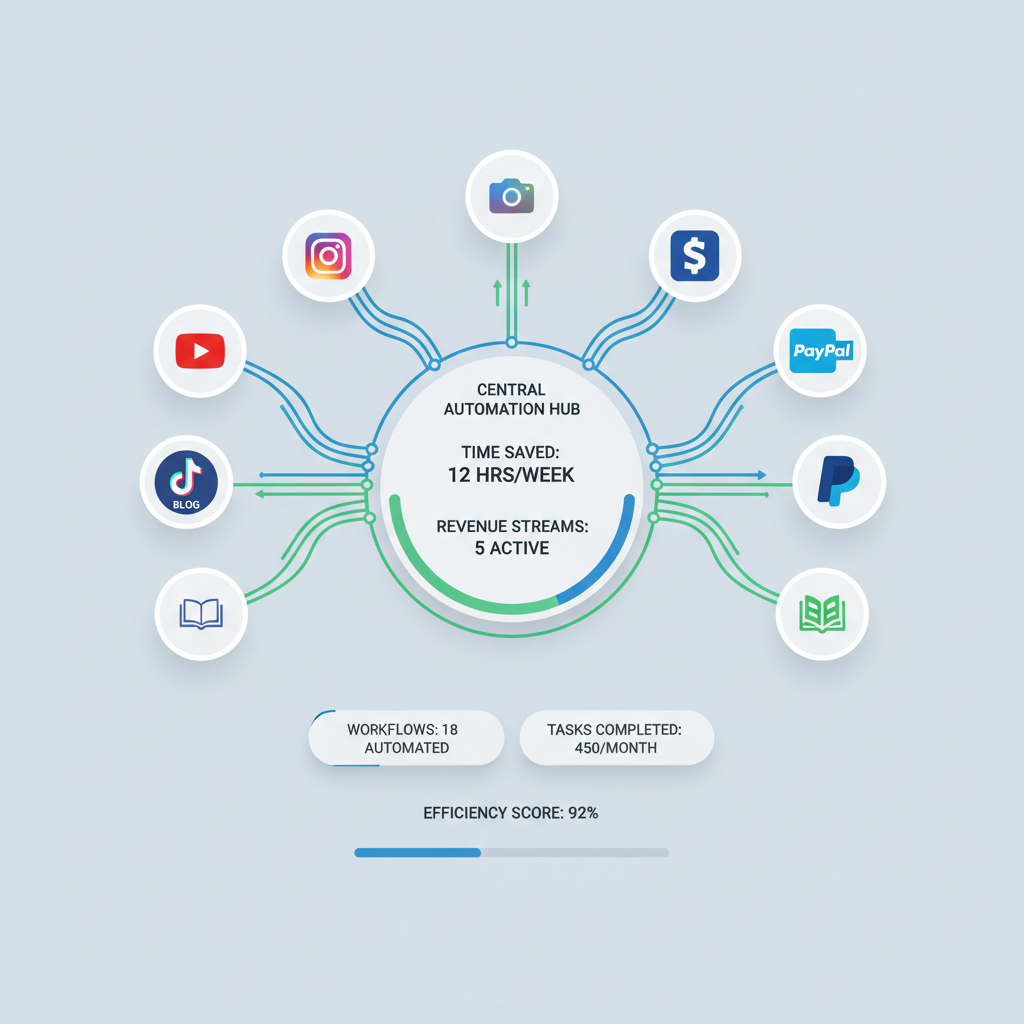 $
PayPal
BLOG
CENTRAL
AUTOMATION HUB
TIME SAVED:
12 HRS/WEEK
REVENUE STREAMS:
5 ACTIVE
WORKFLOWS: 18
AUTOMATED
TASKS COMPLETED:
450/MONTH
EFFICIENCY SCORE: 92%